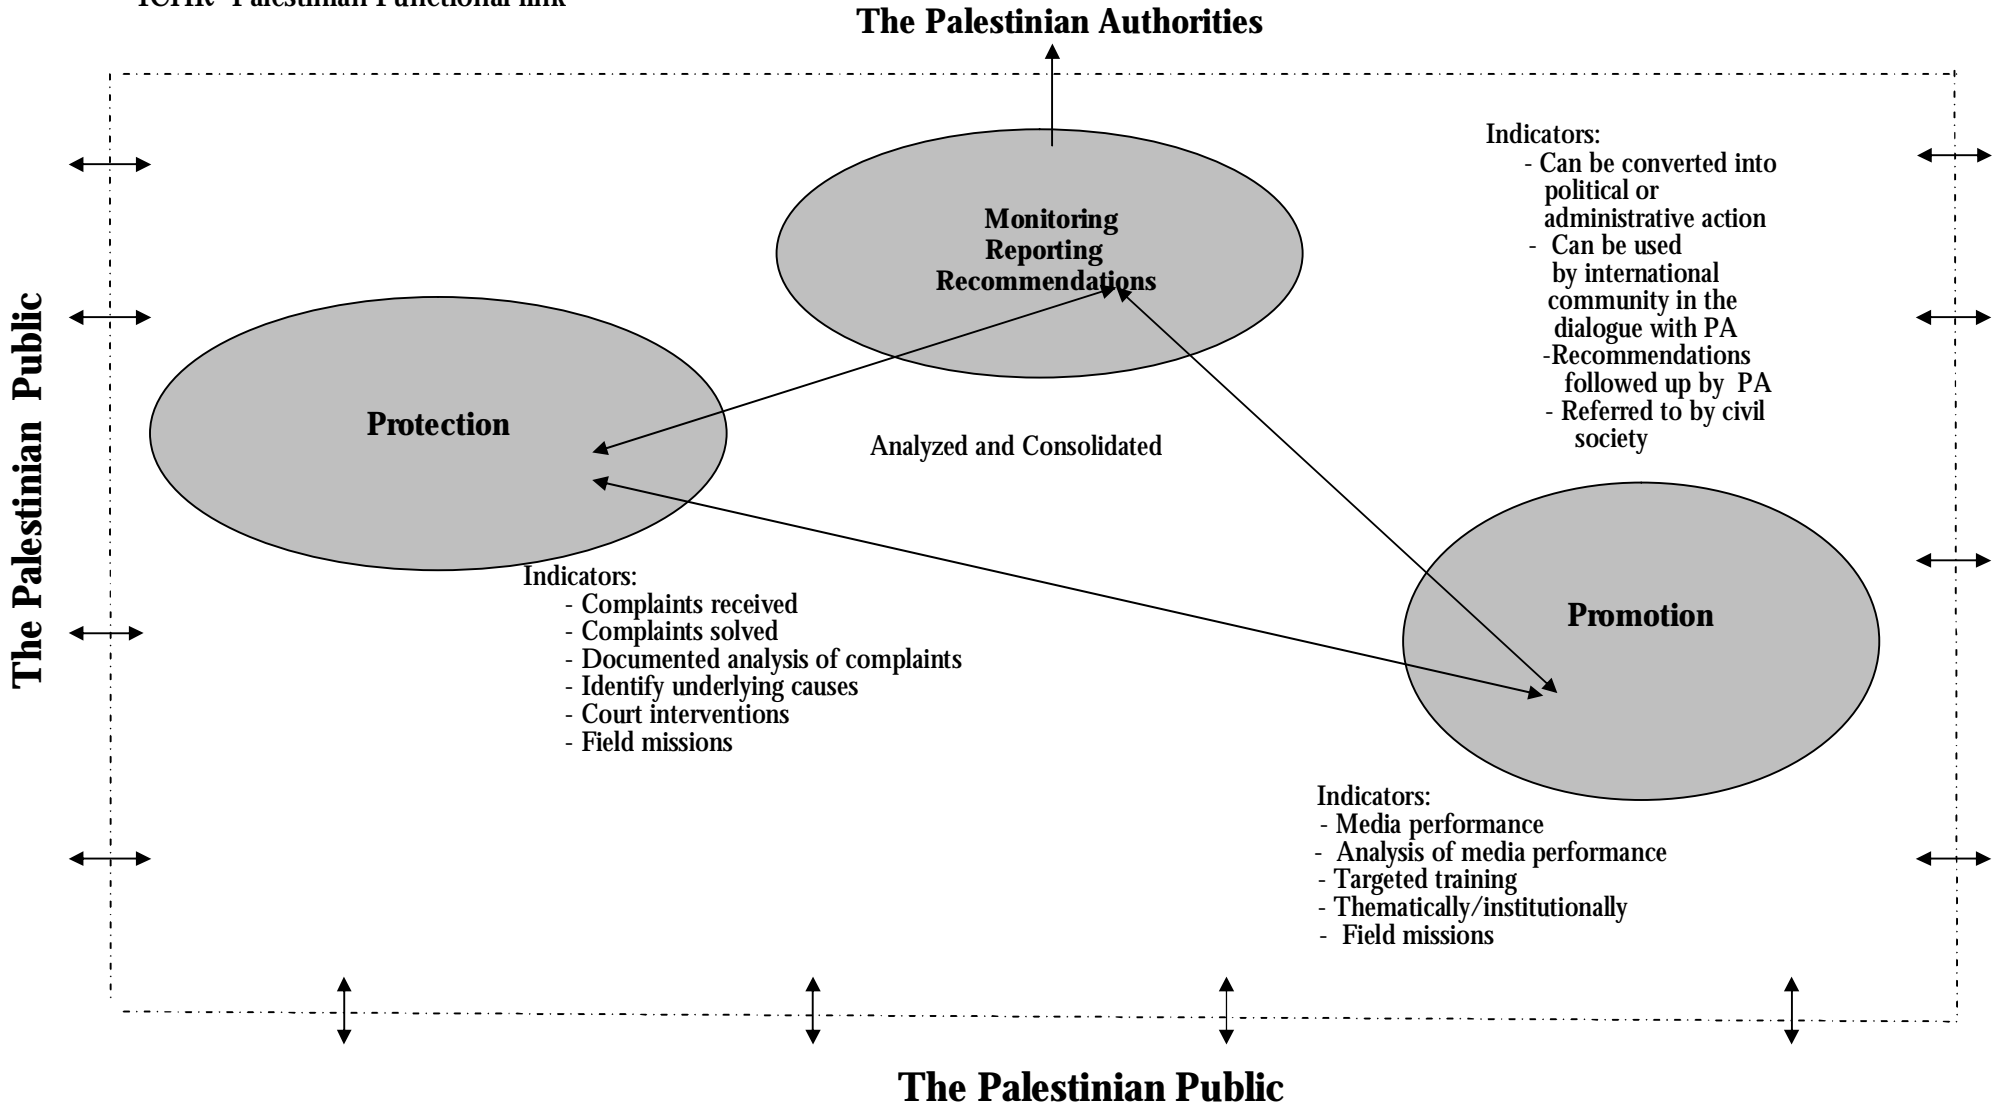 ICHR- Palestinian Functional link
The Palestinian Authorities
Indicators:
- Can be converted into
political or
administrative action
- Can be used
by international
community in the
dialogue with PA
-Recommendations
followed up by PA
- Referred to by civil
society
Monitoring
Reporting
Recommendations
The Palestinian Public
Protection
Analyzed and Consolidated
Indicators:
- Complaints received
- Complaints solved
- Documented analysis of complaints
- Identify underlying causes
- Court interventions
- Field missions
Promotion
Indicators:
- Media performance
- Analysis of media performance
- Targeted training
- Thematically/institutionally
- Field missions
The Palestinian Public